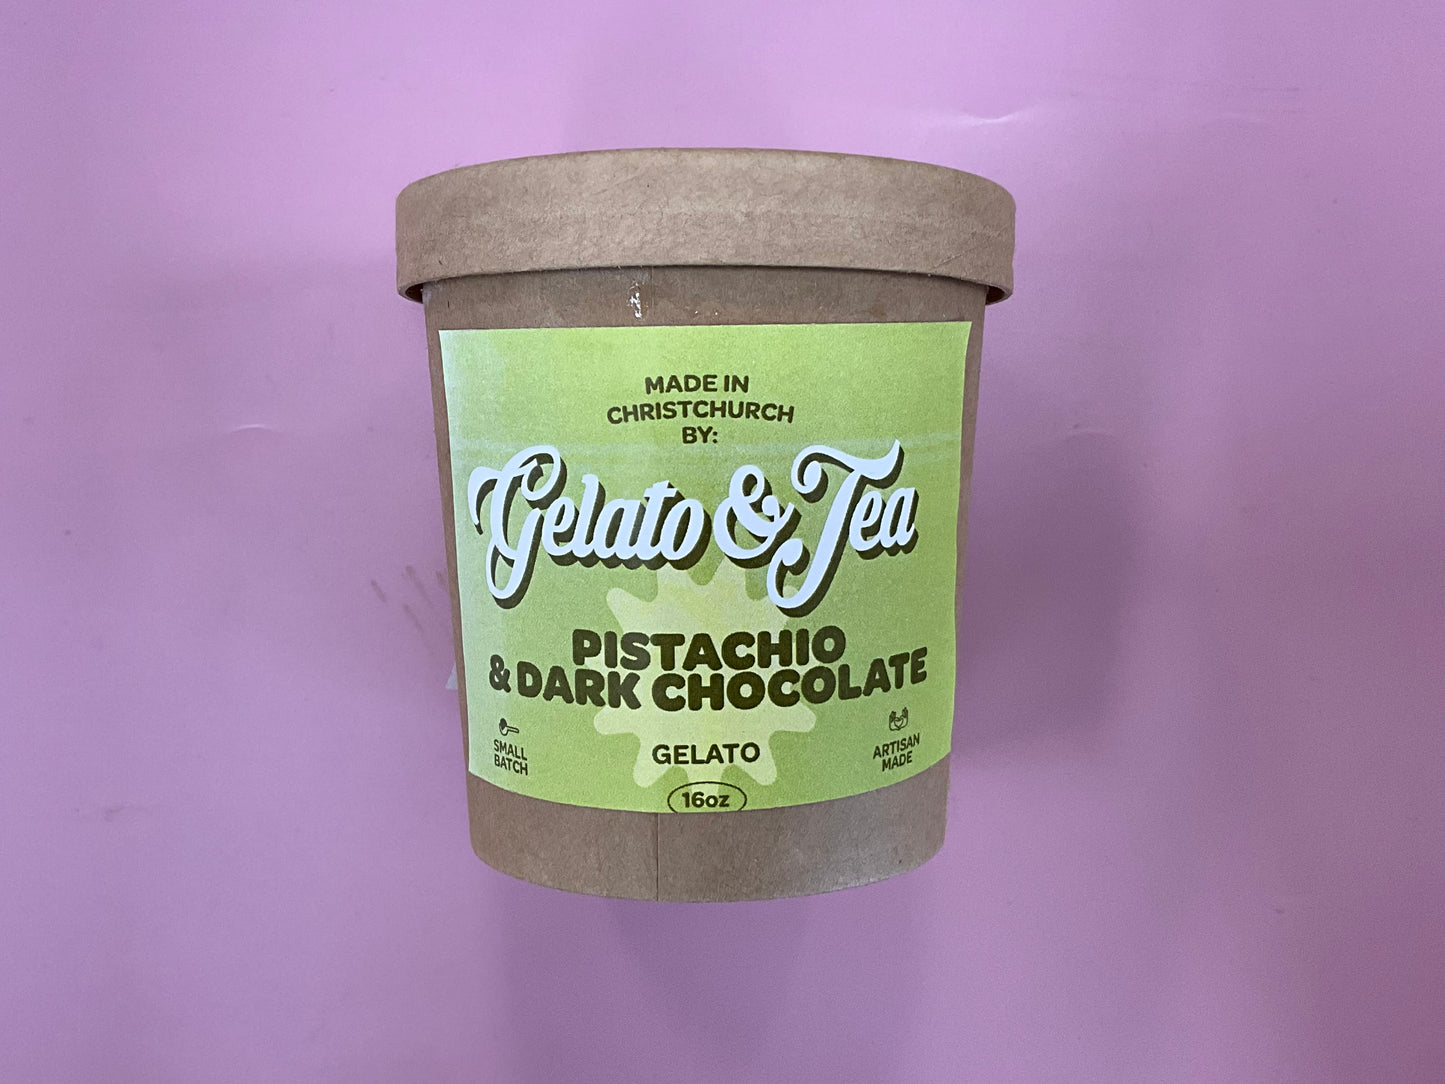 MADE IN
CHRISTCHURCH
BY:
Gelato & Tea
PISTACHIO
& DARK CHOCOLATE
GELATO
SMALL
BATCH
ARTISAN
MADE
16oz